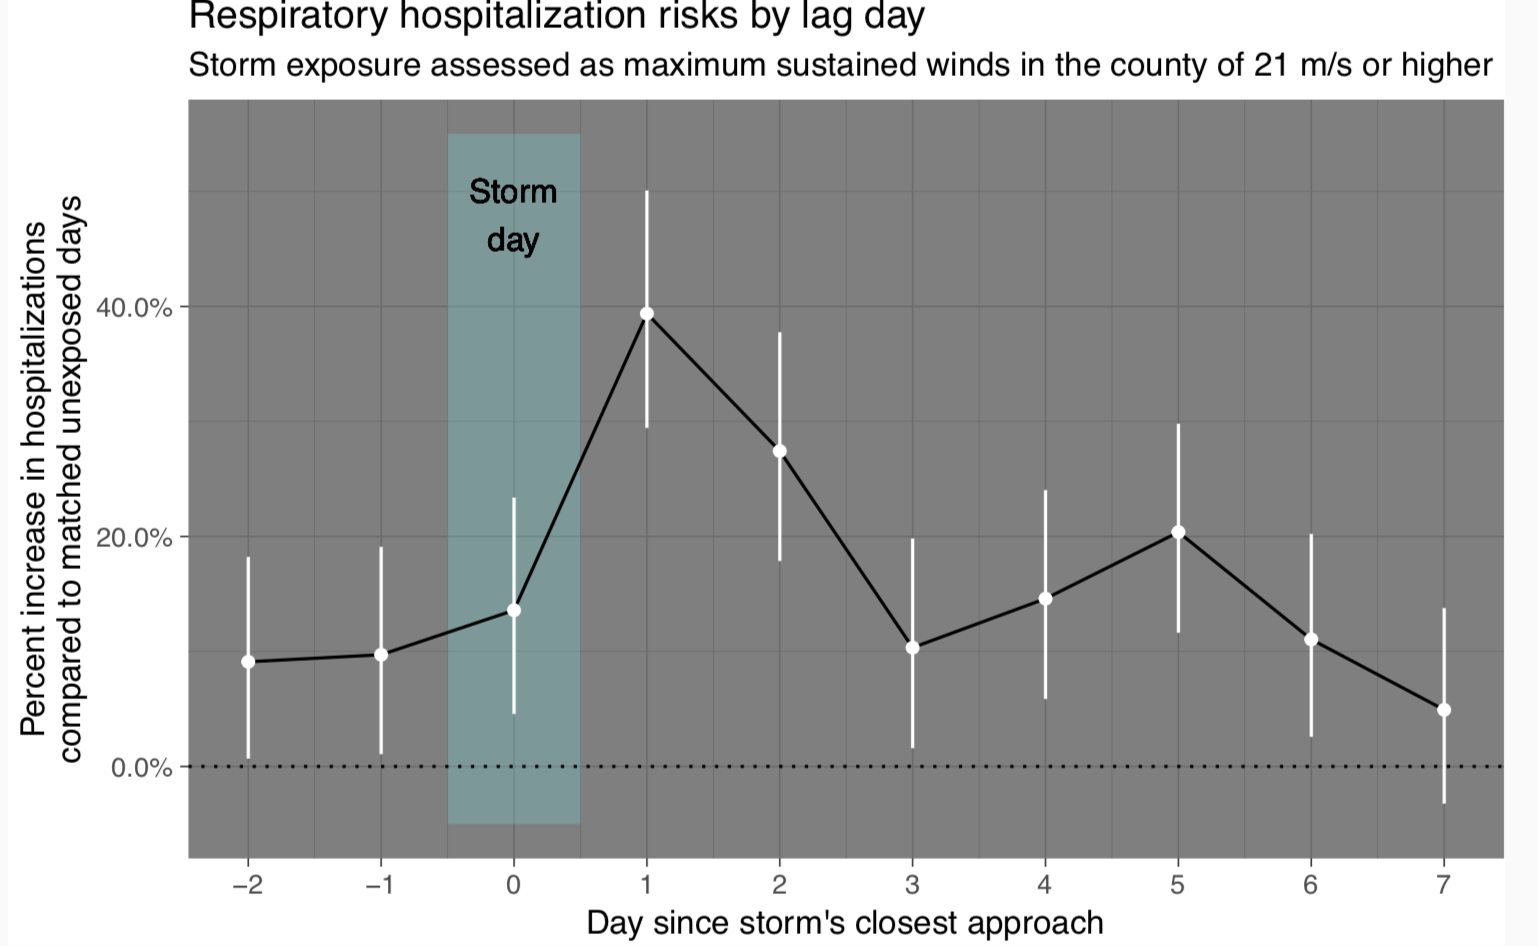 Respiratory hospitalization risks by lag day
Storm exposure assessed as maximum sustained winds in the county of 21 m/s or higher
Percent increase in hospitalizations
compared to matched unexposed days
Storm
day
40.0%
20.0%
0.0%
−2 −1 0 1 2 3 4 5 6 7
Day since storm's closest approach